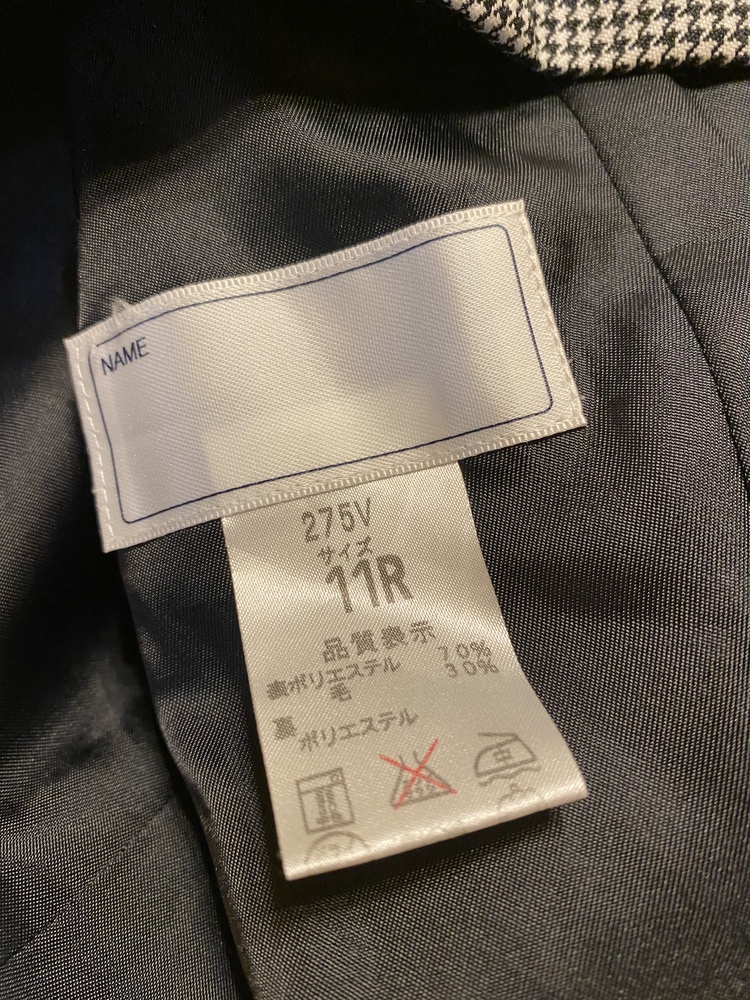 NAME
275V
サイズ
11R
品質表示
表ポリエステル 70%
毛 30%
裏
ポリエステル
中